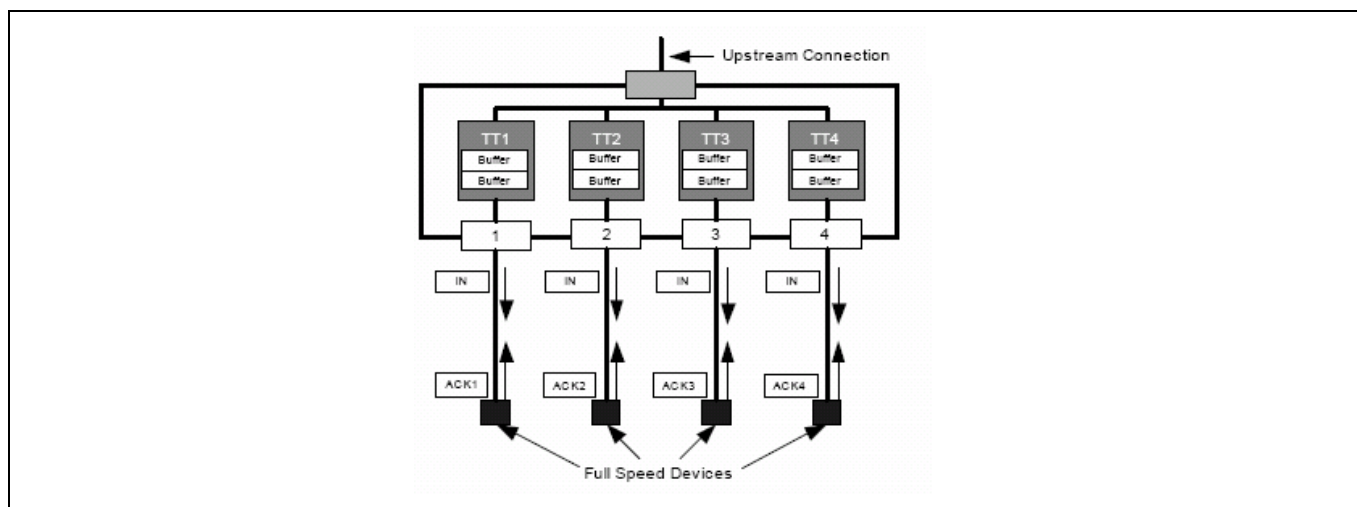 Upstream Connection
TT1 TT2 TT3 TT4
Buffer Buffer Buffer Buffer
Buffer Buffer Buffer Buffer
1 2 3 4
IN IN IN IN
ACK1 ACK2 ACK3 ACK4
Full Speed Devices